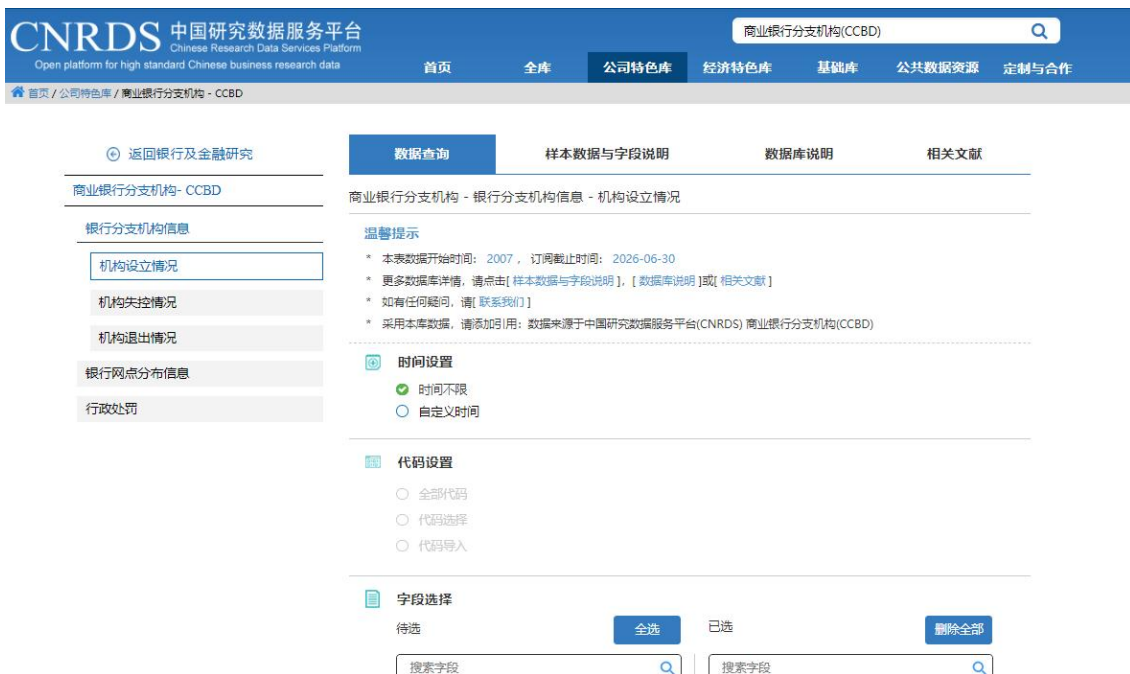 CNRDS 中国研究数据服务平台
Chinese Research Data Services Platform
Open platform for high standard Chinese business research data
商业银行分支机构(CCBD)
首页 全库 公司特色库 经济特色库 基础库 公共数据资源 定制与合作
首页 / 公司特色库 / 商业银行分支机构 - CCBD
返回银行及金融研究
商业银行分支机构- CCBD
银行分支机构信息
机构设立情况
机构失控情况
机构退出情况
银行网点分布信息
行政处罚
数据查询 样本数据与字段说明 数据库说明 相关文献
商业银行分支机构 - 银行分支机构信息 - 机构设立情况
温馨提示
* 本表数据开始时间: 2007 , 订阅截止时间: 2026-06-30
* 更多数据库详情, 请点击[ 样本数据与字段说明 ], [ 数据库说明 ]或[ 相关文献 ]
* 如有任何疑问, 请[ 联系我们 ]
* 采用本库数据, 请添加引用: 数据来源于中国研究数据服务平台(CNRDS) 商业银行分支机构(CCBD)
时间设置
时间不限
自定义时间
代码设置
全部代码
代码选择
代码导入
字段选择
待选 全选 已选 删除全部
搜索字段 搜索字段